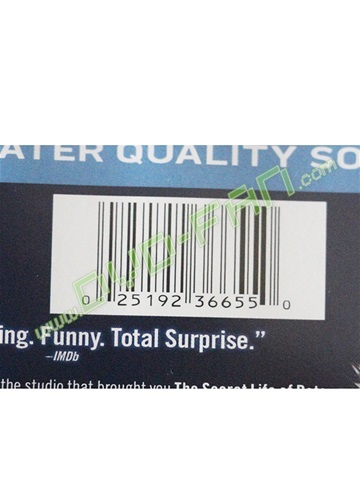 ATER QUALITY SO
www.DVD-FAN.com
0 25192 36655 0
ing. Funny. Total Surprise.”
–IMDb
the studio that brought you The Secret Life of Pets